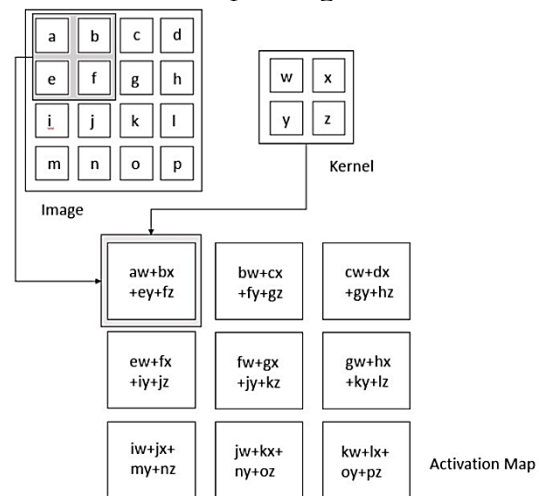 a b c d
e f g h
i j k l
m n o p
Image
w x
y z
Kernel
aw+bx
+ey+fz
bw+cx
+fy+gz
cw+dx
+gy+hz
ew+fx
+iy+jz
fw+gx
+jy+kz
gw+hx
+ky+lz
iw+jx+
my+nz
jw+kx+
ny+oz
kw+lx+
oy+pz
Activation Map